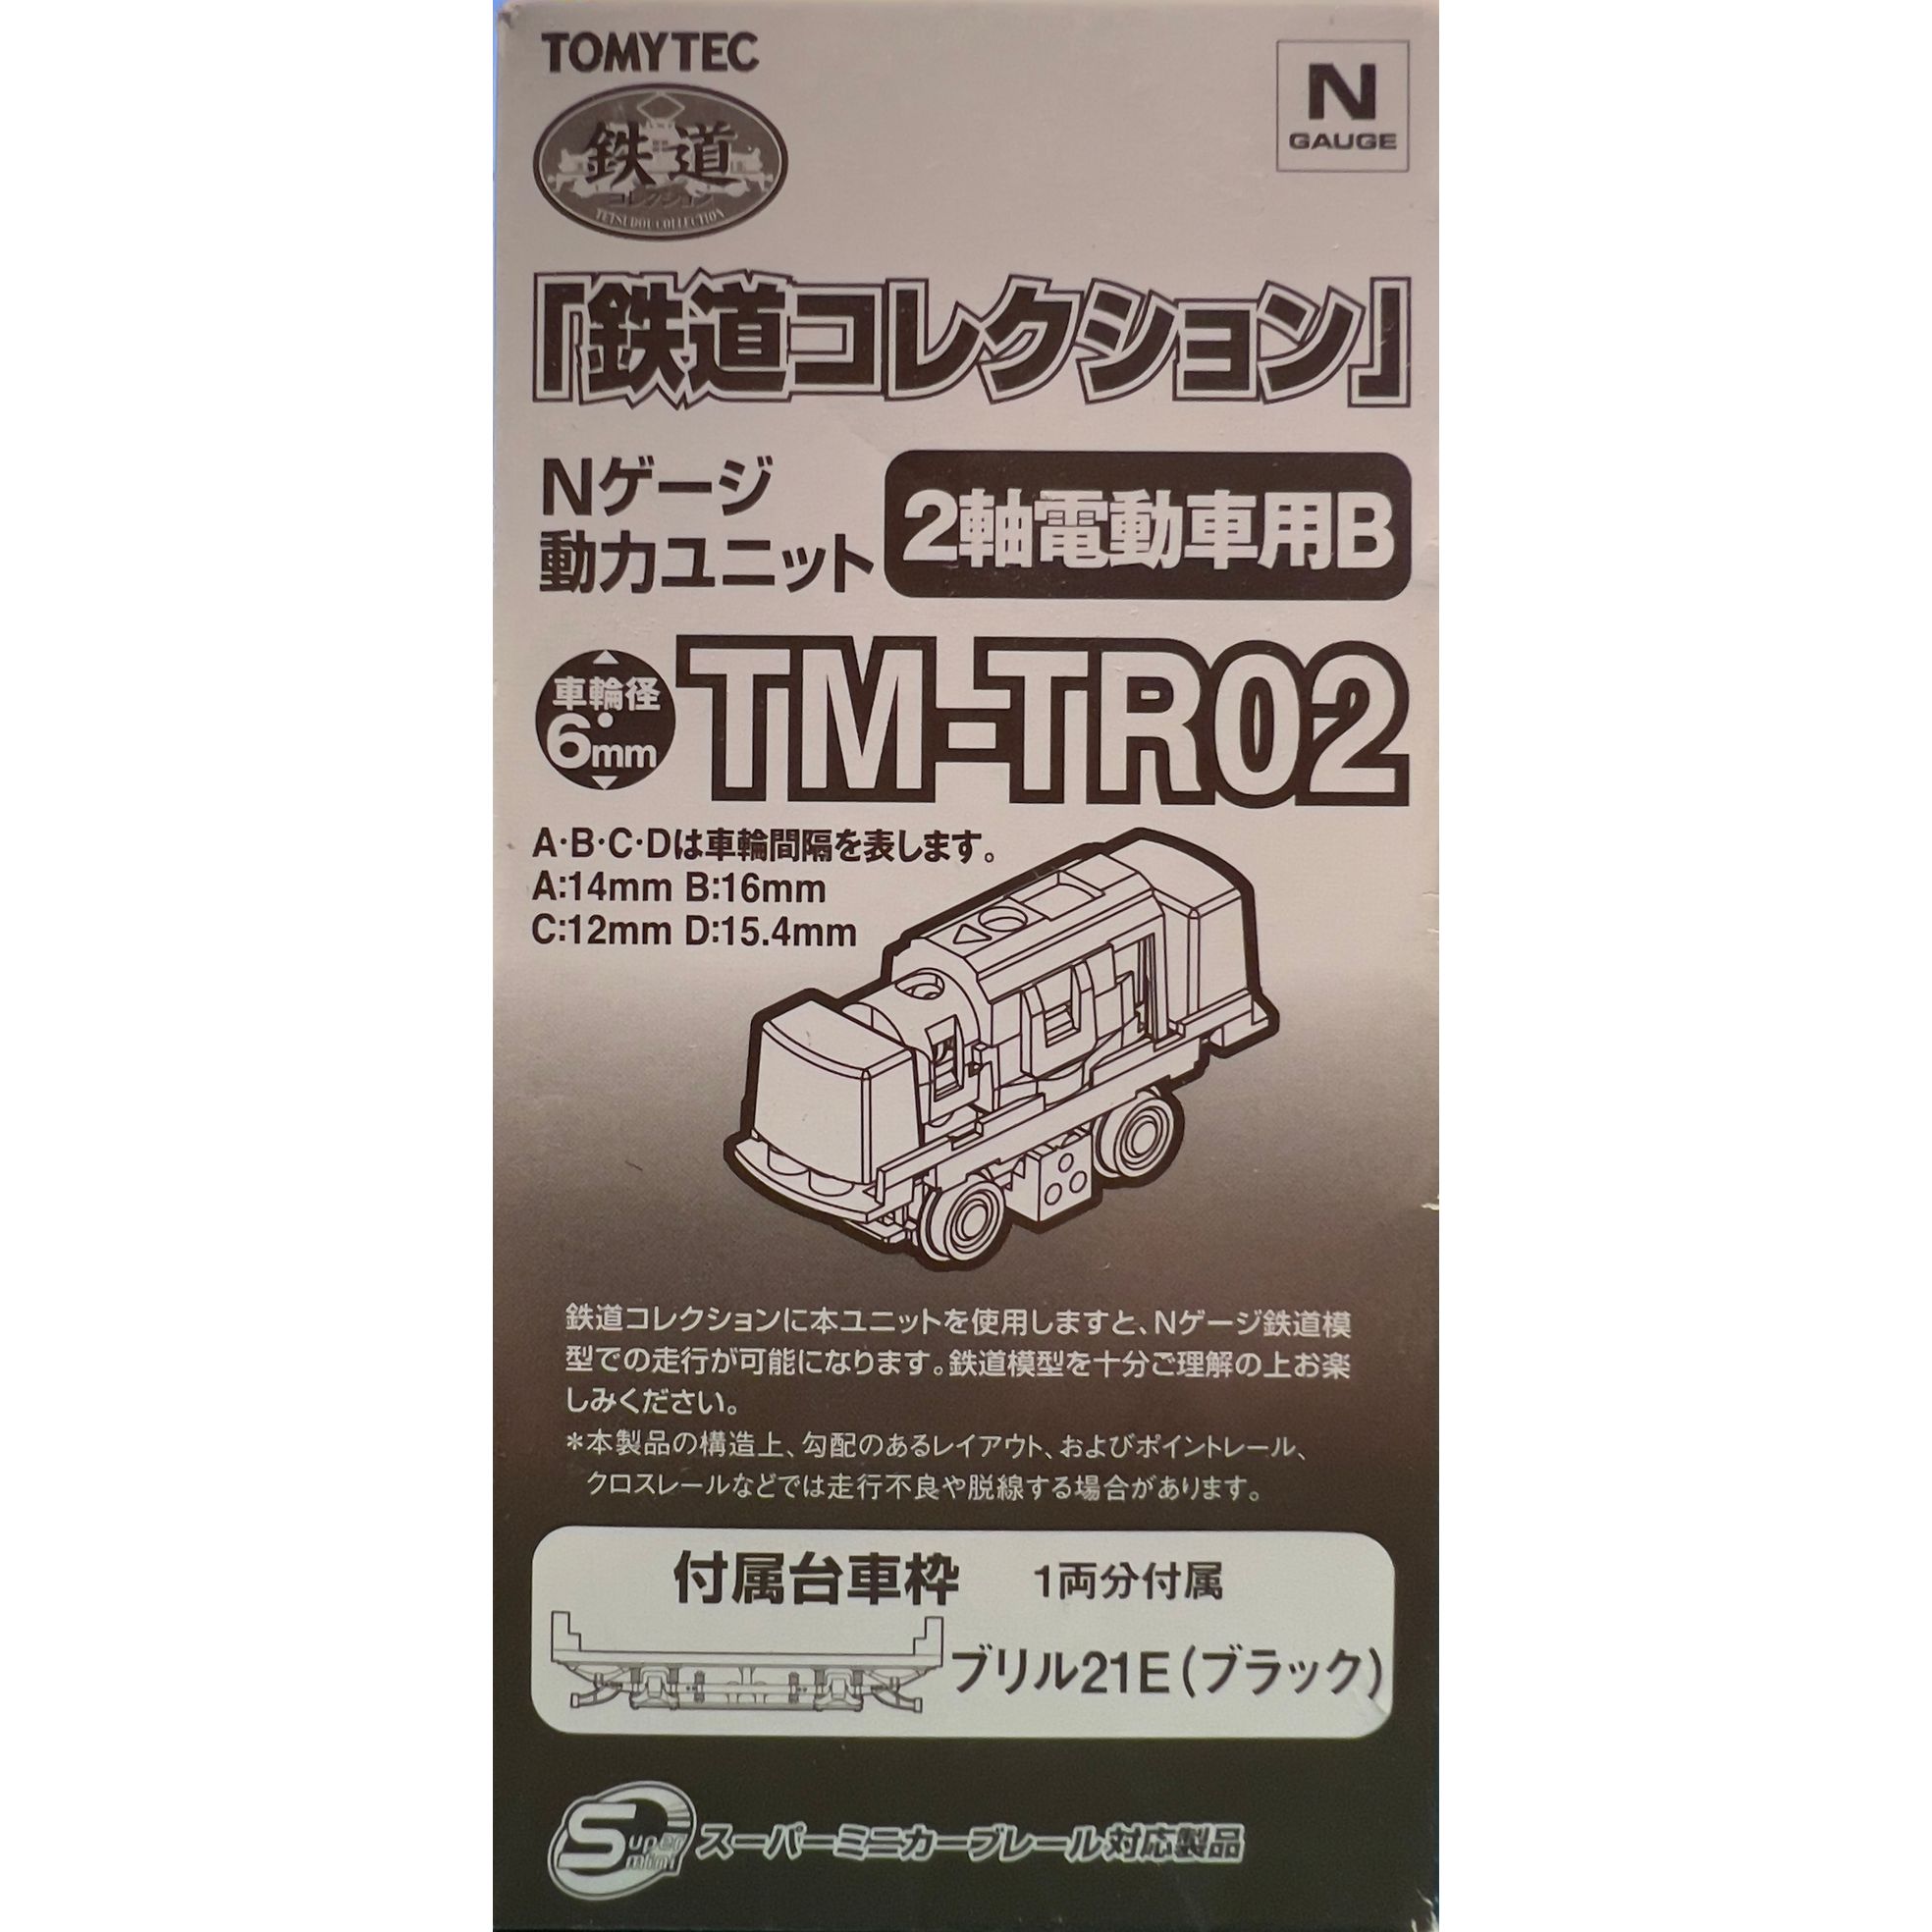 TOMYTEC
鉄道
コレクション
TETSUDOU COLLECTION
N
GAUGE
「鉄道コレクション」
Nゲージ
動力ユニット
2軸電動車用B
車輪径
6mm
TM-TR02
A・B・C・Dは車輪間隔を表します。
A:14mm B:16mm
C:12mm D:15.4mm
鉄道コレクションに本ユニットを使用しますと、Nゲージ鉄道模
型での走行が可能になります。鉄道模型を十分ご理解の上お楽
しみください。
＊本製品の構造上、勾配のあるレイアウト、およびポイントレール、
クロスレールなどでは走行不良や脱線する場合があります。
付属台車枠 1両分付属
ブリル21E(ブラック)
Super
mini
スーパーミニカーブレール対応製品